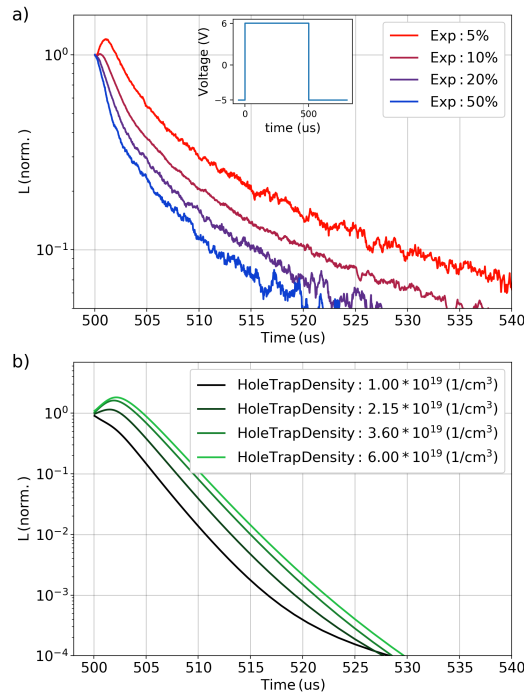 a)
10⁰
10⁻¹
L (norm.)
500 505 510 515 520 525 530 535 540
Time (us)
Exp : 5%
Exp : 10%
Exp : 20%
Exp : 50%
Voltage (V)
6
0
−5
0 500
time (us)
b)
10⁰
10⁻¹
10⁻²
10⁻³
10⁻⁴
L (norm.)
500 505 510 515 520 525 530 535 540
Time (us)
HoleTrapDensity : 1.00 * 10¹⁹ (1/cm³)
HoleTrapDensity : 2.15 * 10¹⁹ (1/cm³)
HoleTrapDensity : 3.60 * 10¹⁹ (1/cm³)
HoleTrapDensity : 6.00 * 10¹⁹ (1/cm³)